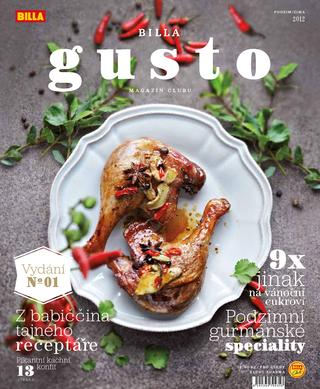 BILLA
PODZIM/ZIMA
2012
BILLA
gusto
MAGAZÍN CLUBU
Vydání
Nº 01
Z babiččina
tajného
receptáře
Pikantní kachní
13 konfit
9x
jinak
na vánoční
cukroví
Podzimní
gurmánské
speciality